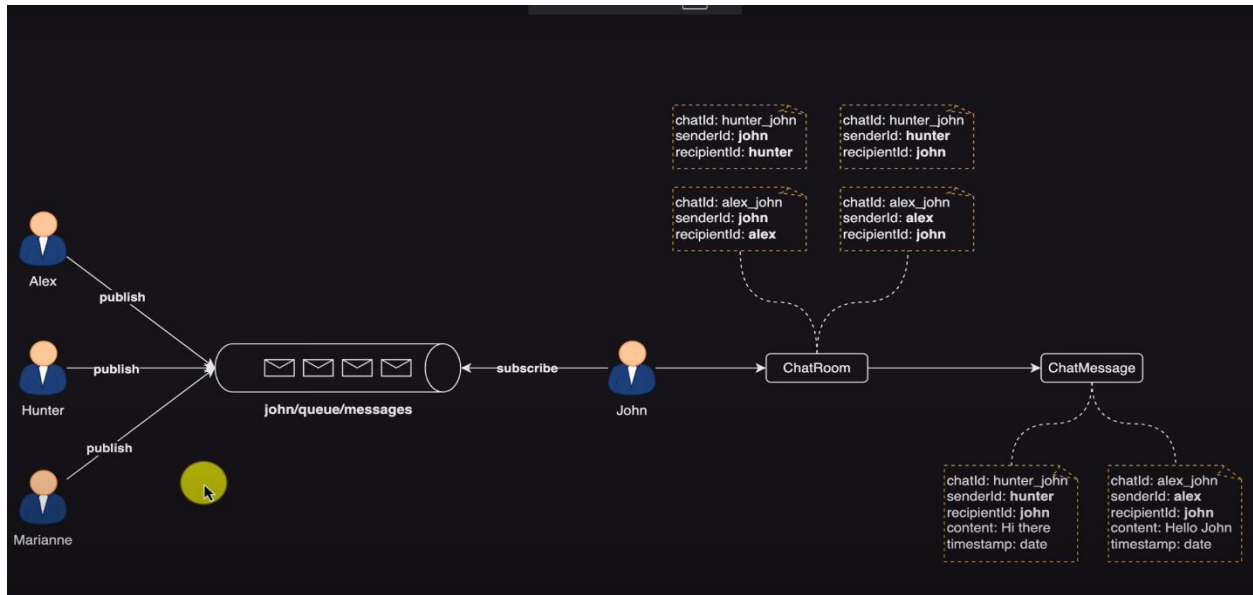 chatId: hunter_john
senderId: john
recipientId: hunter
chatId: hunter_john
senderId: hunter
recipientId: john
chatId: alex_john
senderId: john
recipientId: alex
chatId: alex_john
senderId: alex
recipientId: john
Alex
publish
Hunter
publish
Marianne
publish
john/queue/messages
subscribe
John
ChatRoom
ChatMessage
chatId: hunter_john
senderId: hunter
recipientId: john
content: Hi there
timestamp: date
chatId: alex_john
senderId: alex
recipientId: john
content: Hello John
timestamp: date